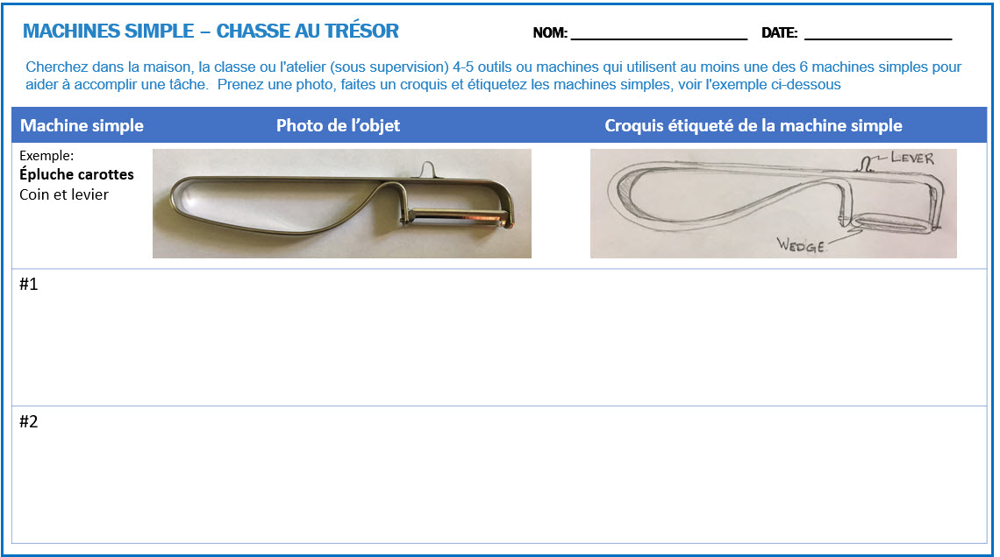 MACHINES SIMPLE – CHASSE AU TRÉSOR
NOM: ____________________ DATE: ____________________
Cherchez dans la maison, la classe ou l'atelier (sous supervision) 4-5 outils ou machines qui utilisent au moins une des 6 machines simples pour
aider à accomplir une tâche. Prenez une photo, faites un croquis et étiquetez les machines simples, voir l'exemple ci-dessous
Machine simple Photo de l’objet Croquis étiqueté de la machine simple
Exemple:
Épluche carottes
Coin et levier
LEVER
WEDGE
#1
#2